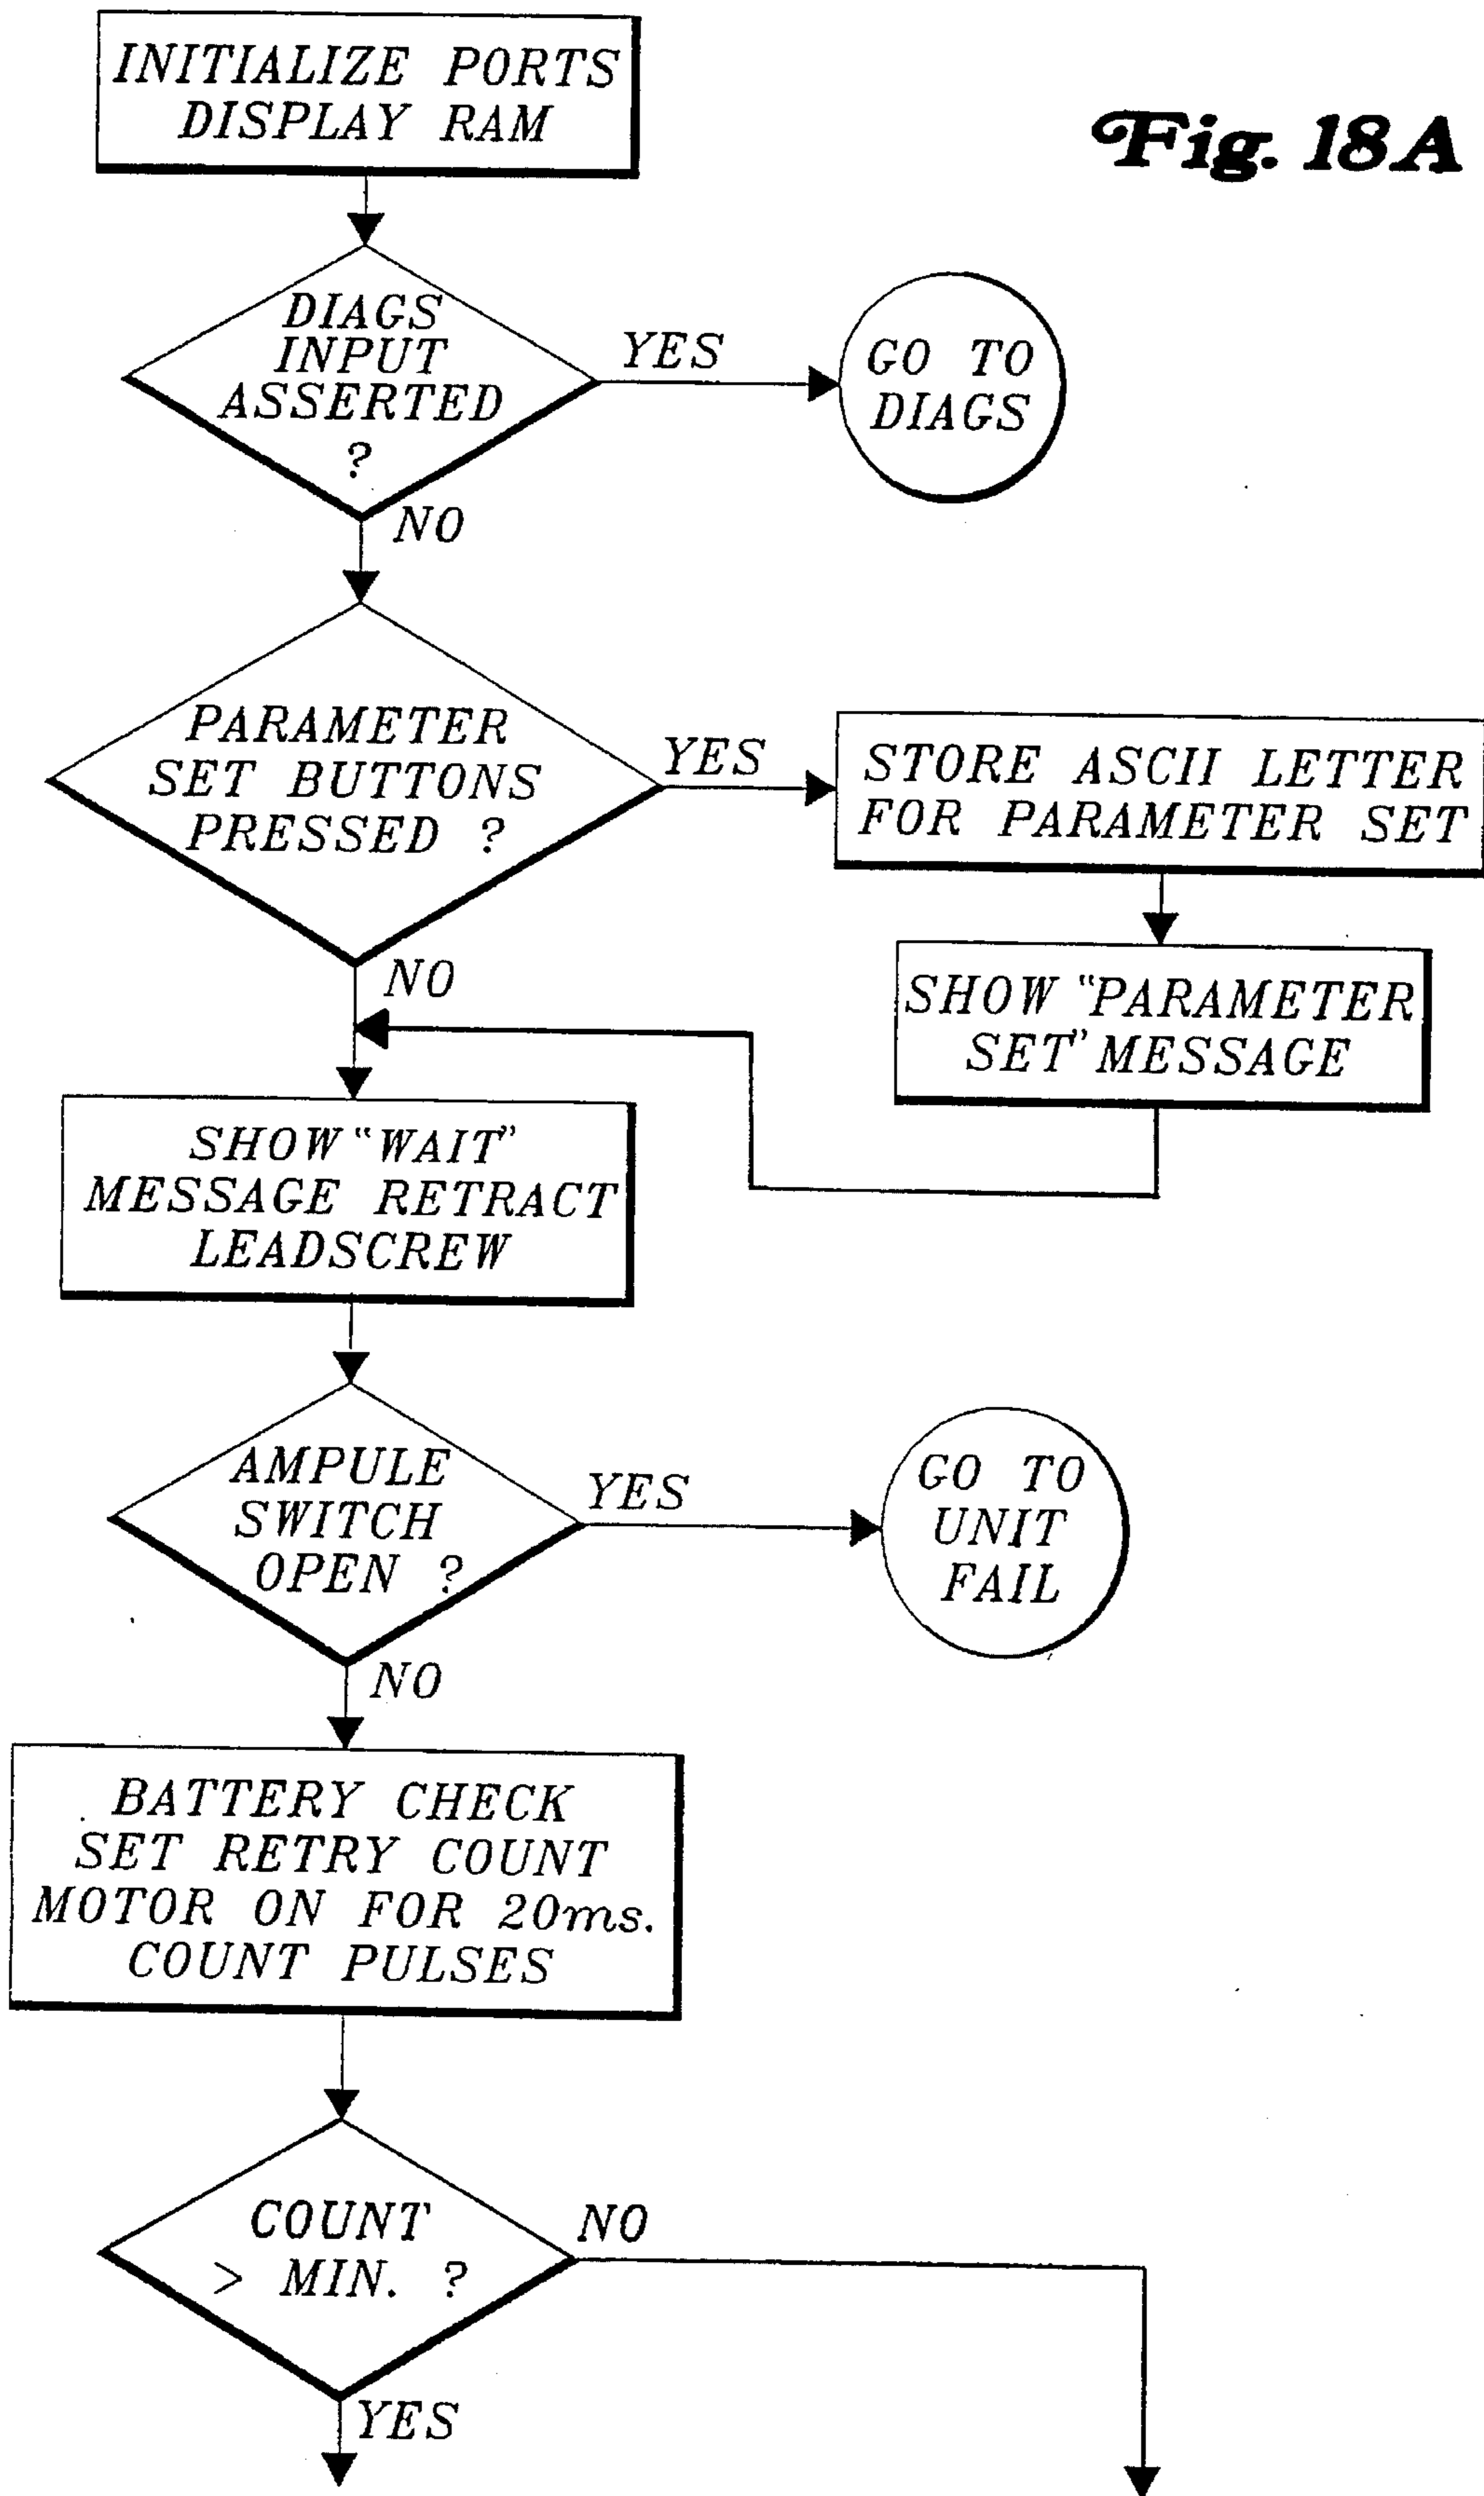 Fig. 18A
INITIALIZE PORTS
DISPLAY RAM
DIAGS
INPUT
ASSERTED
?
YES
GO TO
DIAGS
NO
PARAMETER
SET BUTTONS
PRESSED ?
YES
STORE ASCII LETTER
FOR PARAMETER SET
SHOW "PARAMETER
SET" MESSAGE
NO
SHOW "WAIT"
MESSAGE RETRACT
LEADSCREW
AMPULE
SWITCH
OPEN ?
YES
GO TO
UNIT
FAIL
NO
BATTERY CHECK
SET RETRY COUNT
MOTOR ON FOR 20ms.
COUNT PULSES
COUNT
> MIN. ?
NO
YES